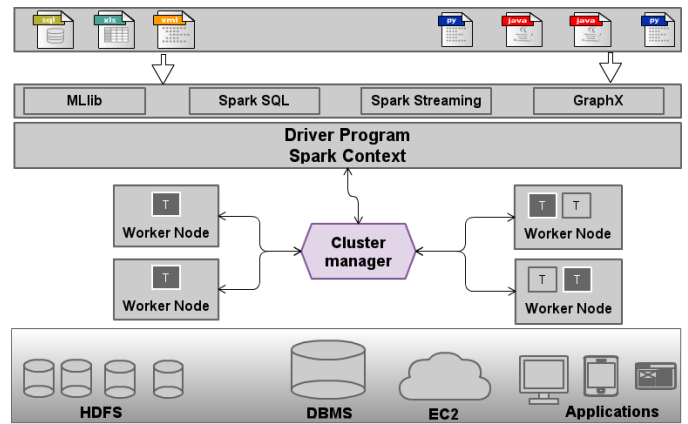 sql xls xml PY java java PY
MLlib Spark SQL Spark Streaming GraphX
Driver Program
Spark Context
T T T
Worker Node Cluster Worker Node
manager
T T T
Worker Node Worker Node
HDFS DBMS EC2 Applications